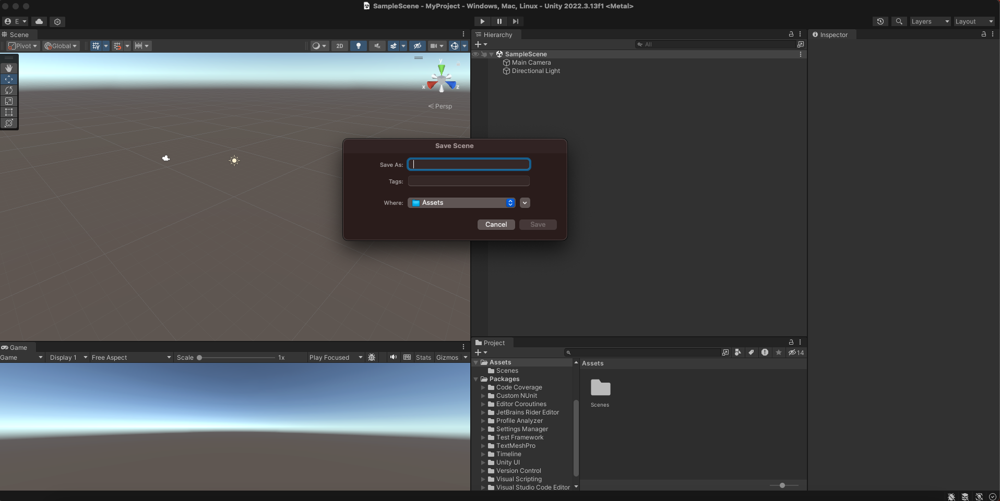 SampleScene - MyProject - Windows, Mac, Linux - Unity 2022.3.13f1 <Metal>
E
Layers
Layout
Scene
Pivot
Global
2D
y
x
z
Persp
Hierarchy
All
SampleScene
Main Camera
Directional Light
Inspector
Save Scene
Save As:
Tags:
Where:
Assets
Cancel
Save
Game
Game
Display 1
Free Aspect
Scale
1x
Play Focused
Stats
Gizmos
Project
14
Assets
Scenes
Packages
Code Coverage
Custom NUnit
Editor Coroutines
JetBrains Rider Editor
Profile Analyzer
Settings Manager
Test Framework
TextMeshPro
Timeline
Unity UI
Version Control
Visual Scripting
Visual Studio Code Editor
Assets
Scenes